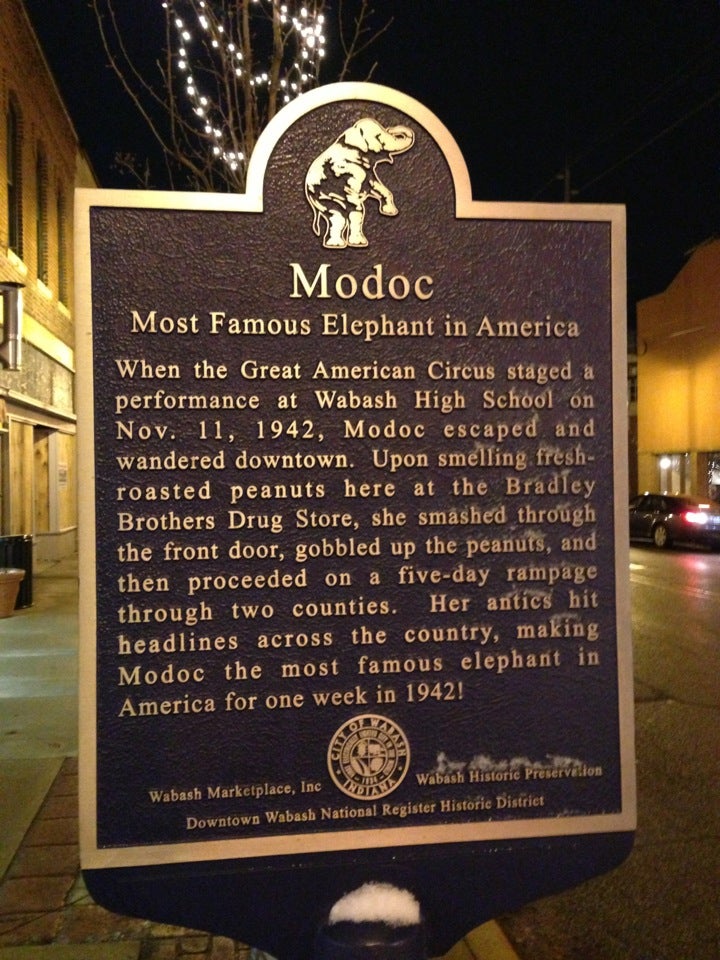 Modoc
Most Famous Elephant in America
When the Great American Circus staged a
performance at Wabash High School on
Nov. 11, 1942, Modoc escaped and
wandered downtown. Upon smelling fresh-
roasted peanuts here at the Bradley
Brothers Drug Store, she smashed through
the front door, gobbled up the peanuts, and
then proceeded on a five-day rampage
through two counties. Her antics hit
headlines across the country, making
Modoc the most famous elephant in
America for one week in 1942!
CITY OF WABASH
INDIANA
Wabash Marketplace, Inc
Wabash Historic Preservation
Downtown Wabash National Register Historic District